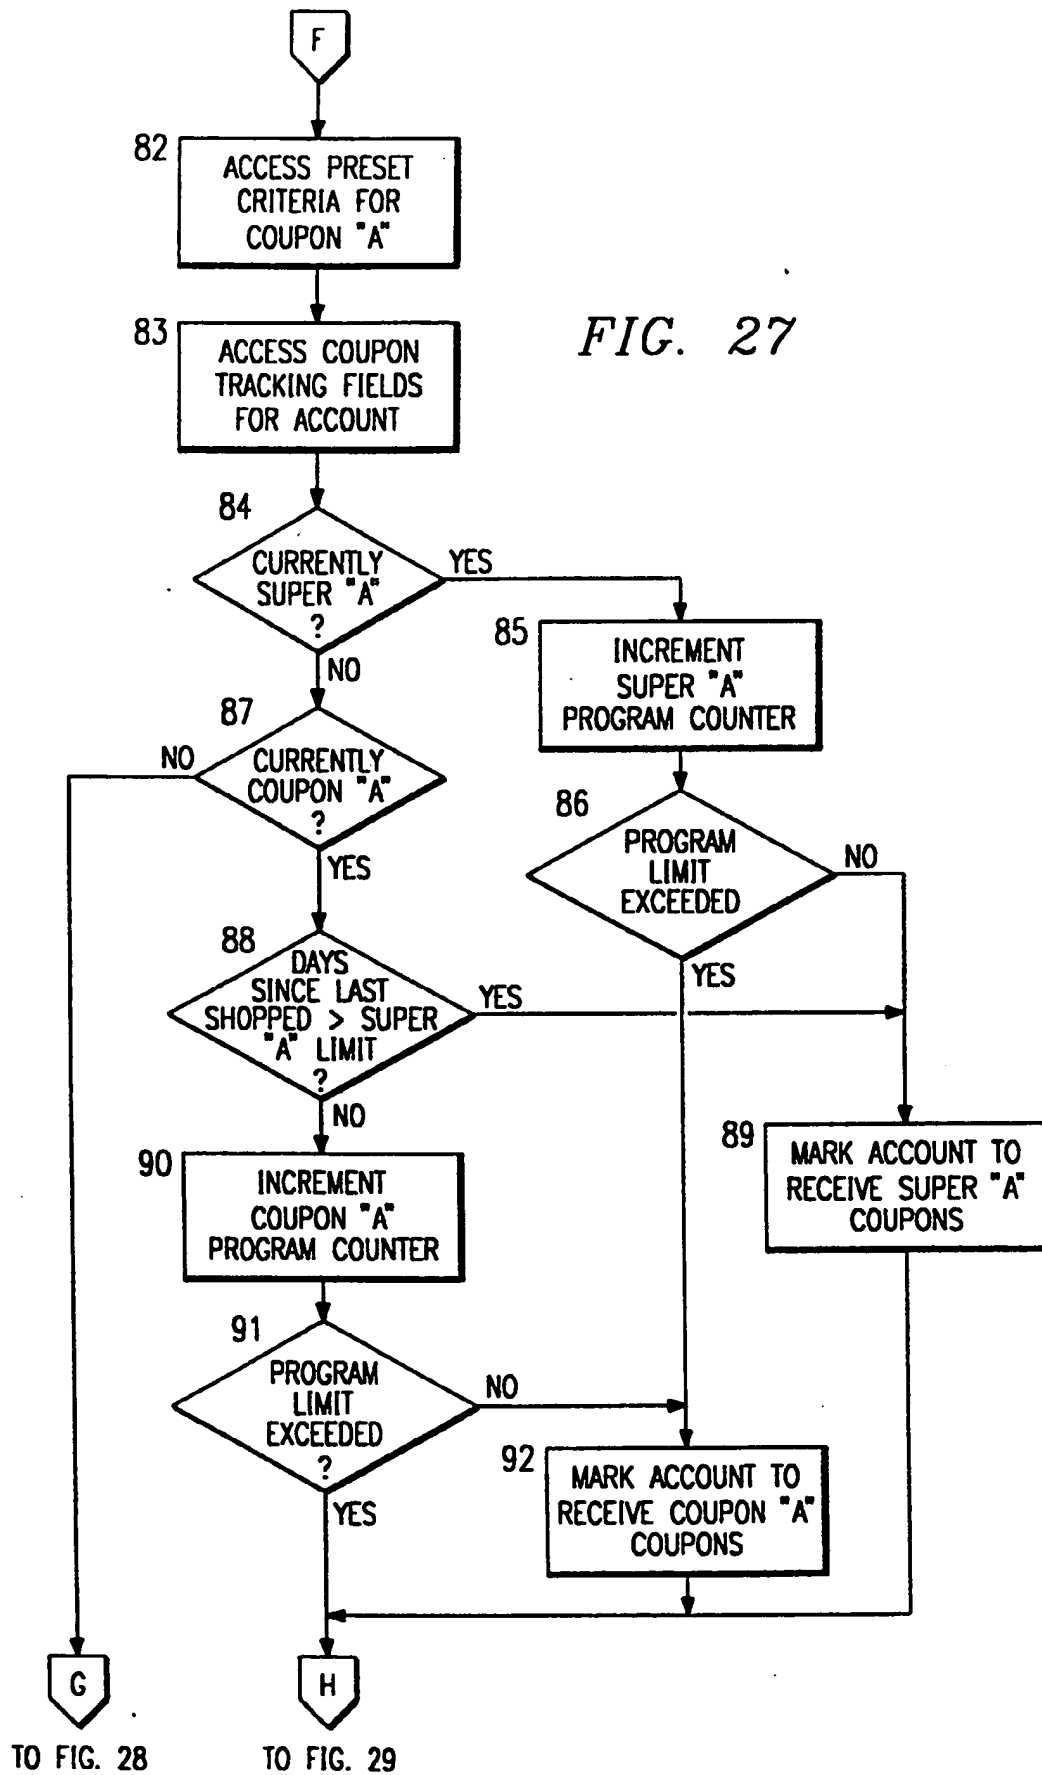 F
82
ACCESS PRESET
CRITERIA FOR
COUPON "A"
FIG. 27
83
ACCESS COUPON
TRACKING FIELDS
FOR ACCOUNT
84
CURRENTLY
SUPER "A"
?
YES
NO
85
INCREMENT
SUPER "A"
PROGRAM COUNTER
87
NO
CURRENTLY
COUPON "A"
?
YES
86
PROGRAM
LIMIT
EXCEEDED
NO
YES
88
DAYS
SINCE LAST
SHOPPED > SUPER
"A" LIMIT
?
YES
NO
89
MARK ACCOUNT TO
RECEIVE SUPER "A"
COUPONS
90
INCREMENT
COUPON "A"
PROGRAM COUNTER
91
PROGRAM
LIMIT
EXCEEDED
?
NO
YES
92
MARK ACCOUNT TO
RECEIVE COUPON "A"
COUPONS
G
H
TO FIG. 28
TO FIG. 29